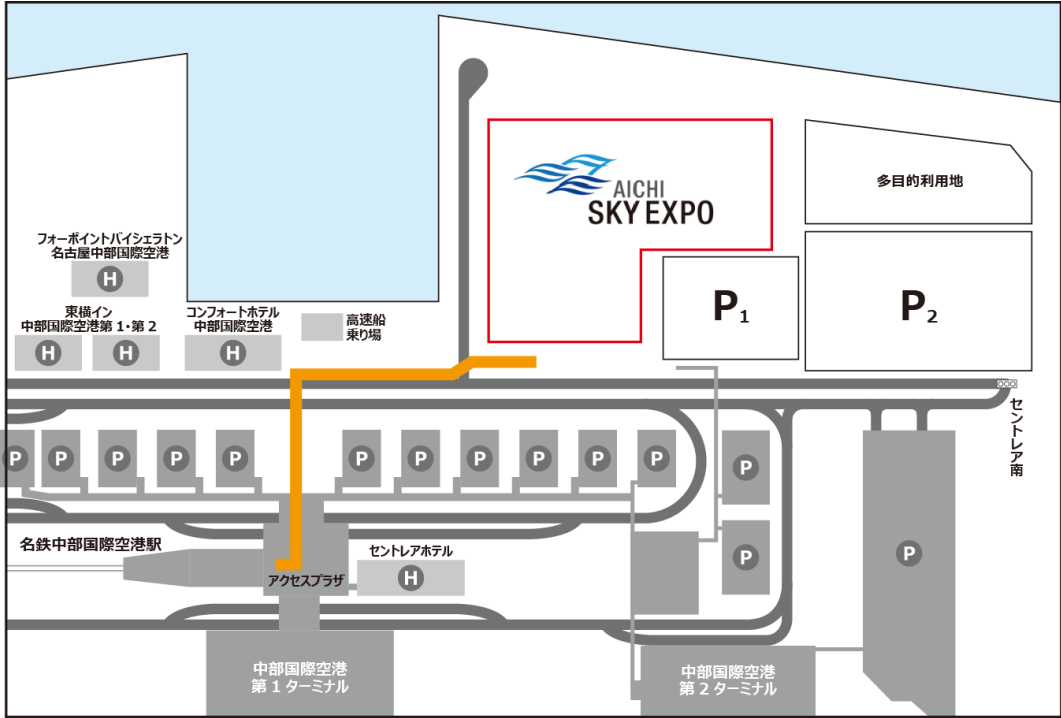 AICHI
SKY EXPO
多目的利用地
フォーポイントバイシェラトン
名古屋中部国際空港
H
東横イン
中部国際空港第1・第2
H
H
コンフォートホテル
中部国際空港
H
高速船
乗り場
P1
P2
セントレア南
P
P
P
P
P
P
P
P
P
P
P
P
P
P
名鉄中部国際空港駅
アクセスプラザ
セントレアホテル
H
中部国際空港
第1ターミナル
中部国際空港
第2ターミナル